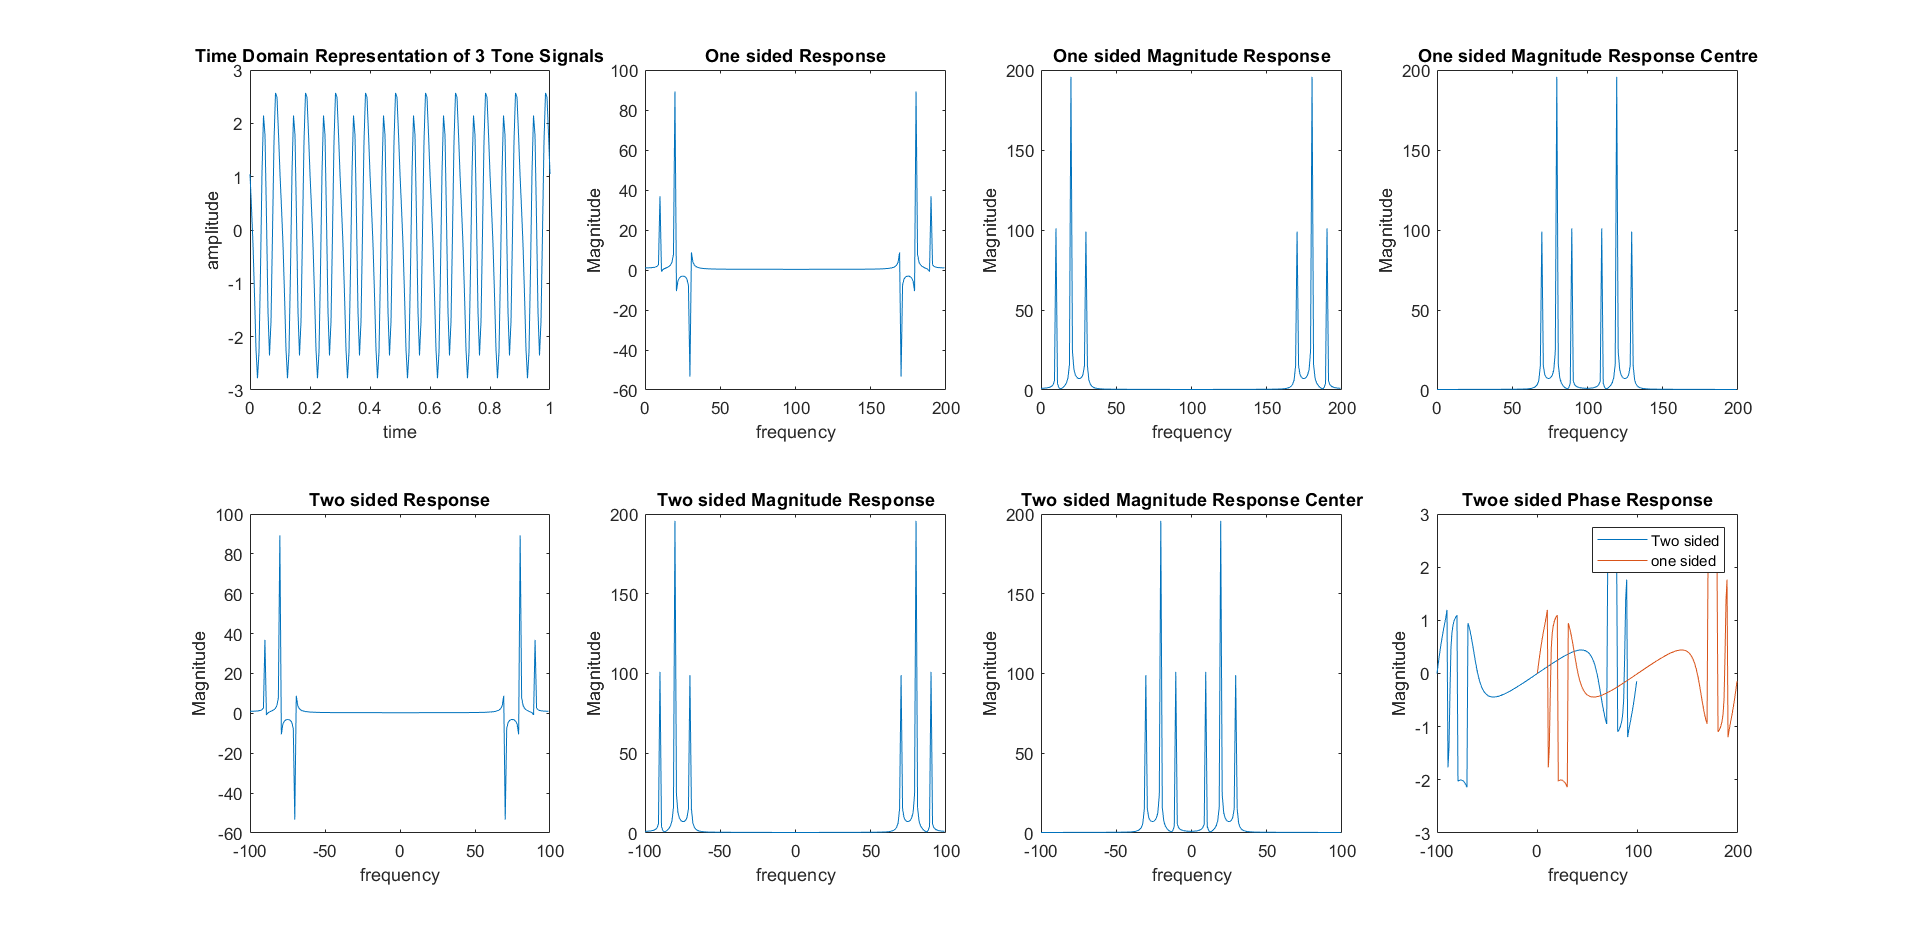 Time Domain Representation of 3 Tone Signals
3
2
1
0
-1
-2
-3
amplitude
0 0.2 0.4 0.6 0.8 1
time
One sided Response
100
80
60
40
20
0
-20
-40
-60
Magnitude
0 50 100 150 200
frequency
One sided Magnitude Response
200
150
100
50
0
Magnitude
0 50 100 150 200
frequency
One sided Magnitude Response Centre
200
150
100
50
0
Magnitude
0 50 100 150 200
frequency
Two sided Response
100
80
60
40
20
0
-20
-40
-60
Magnitude
-100 -50 0 50 100
frequency
Two sided Magnitude Response
200
150
100
50
0
Magnitude
-100 -50 0 50 100
frequency
Two sided Magnitude Response Center
200
150
100
50
0
Magnitude
-100 -50 0 50 100
frequency
Twoe sided Phase Response
3
2
1
0
-1
-2
-3
Magnitude
Two sided
one sided
-100 0 100 200
frequency